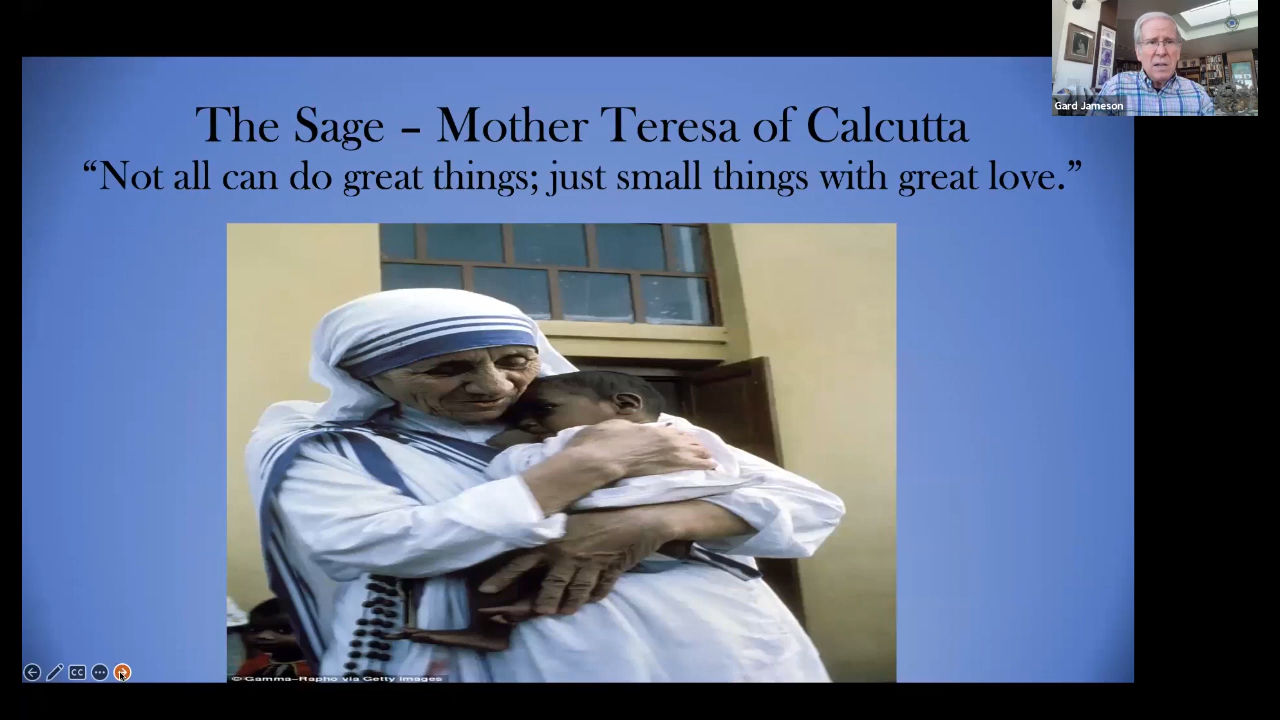 The Sage – Mother Teresa of Calcutta
“Not all can do great things; just small things with great love.”
Gard Jameson
© Gamma-Rapho via Getty Images
CC